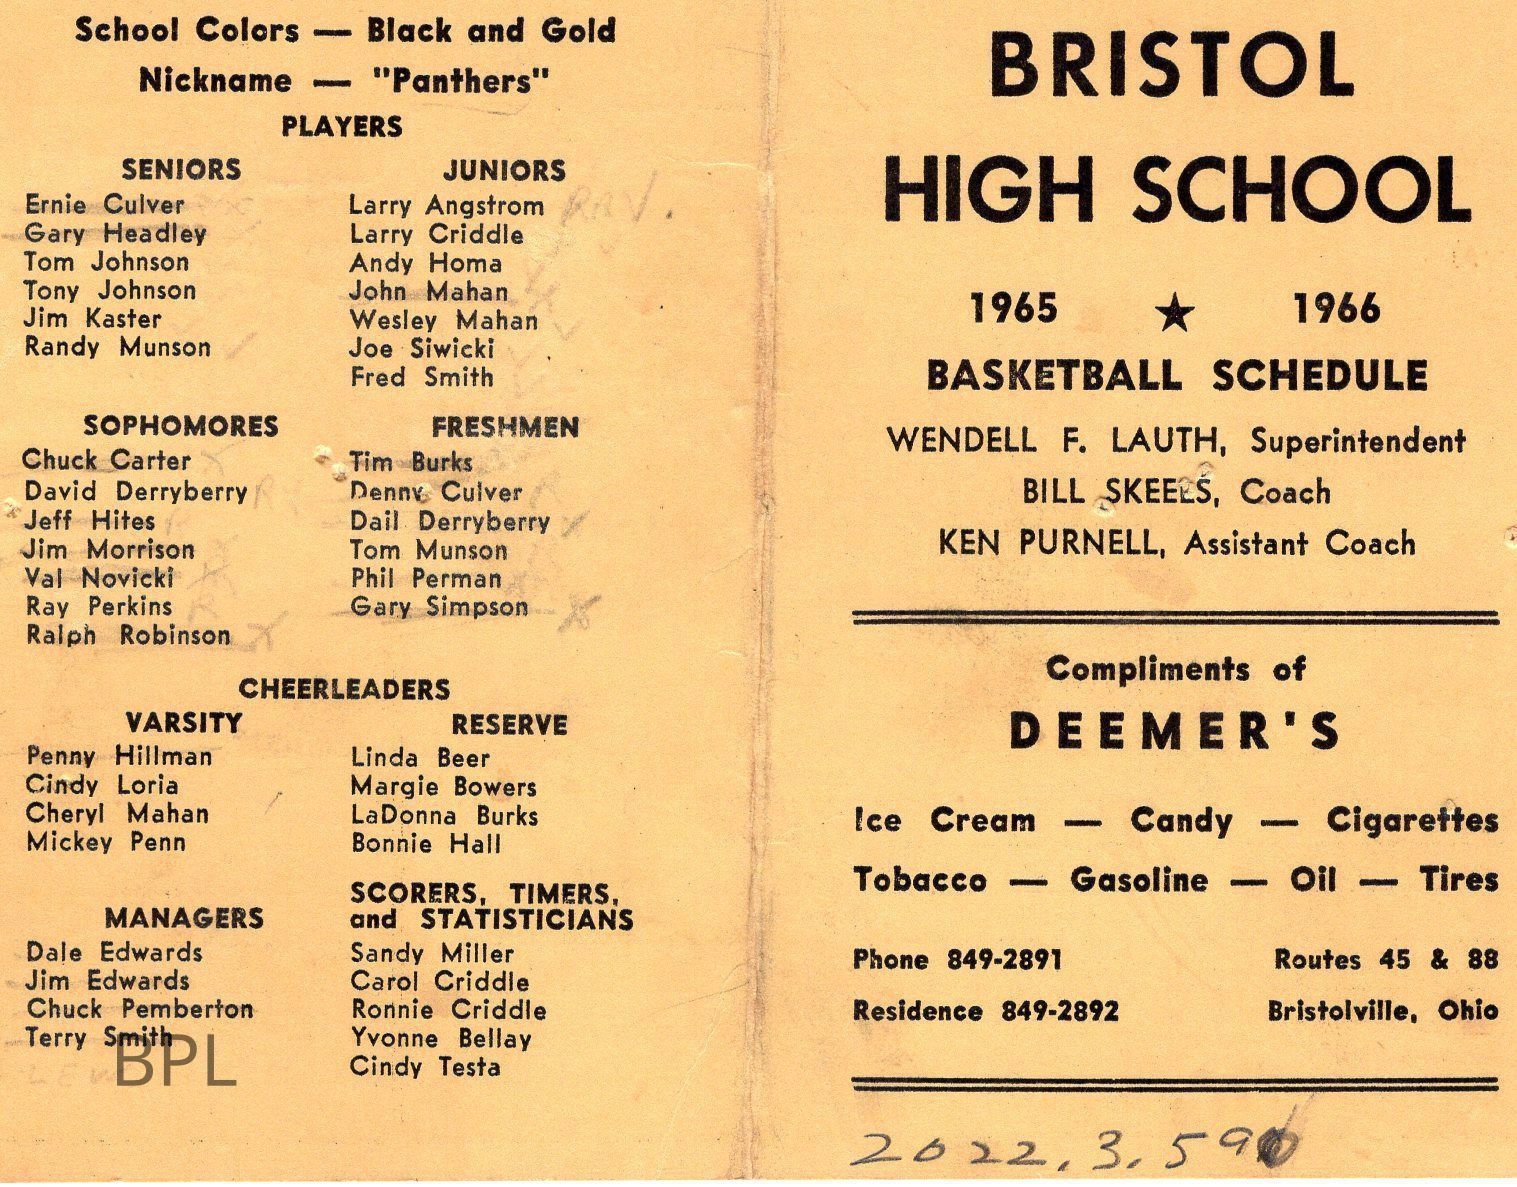 School Colors — Black and Gold
Nickname — "Panthers"
PLAYERS
SENIORS
Ernie Culver
Gary Headley
Tom Johnson
Tony Johnson
Jim Kaster
Randy Munson
JUNIORS
Larry Angstrom
Larry Criddle
Andy Homa
John Mahan
Wesley Mahan
Joe Siwicki
Fred Smith
SOPHOMORES
Chuck Carter
David Derryberry
Jeff Hites
Jim Morrison
Val Novicki
Ray Perkins
Ralph Robinson
FRESHMEN
Tim Burks
Denny Culver
Dail Derryberry
Tom Munson
Phil Perman
Gary Simpson
CHEERLEADERS
VARSITY
Penny Hillman
Cindy Loria
Cheryl Mahan
Mickey Penn
RESERVE
Linda Beer
Margie Bowers
LaDonna Burks
Bonnie Hall
MANAGERS
Dale Edwards
Jim Edwards
Chuck Pemberton
Terry Smith
BPL
SCORERS, TIMERS,
and STATISTICIANS
Sandy Miller
Carol Criddle
Ronnie Criddle
Yvonne Bellay
Cindy Testa
BRISTOL
HIGH SCHOOL
1965 ★ 1966
BASKETBALL SCHEDULE
WENDELL F. LAUTH, Superintendent
BILL SKEELS, Coach
KEN PURNELL, Assistant Coach
Compliments of
DEEMER'S
Ice Cream — Candy — Cigarettes
Tobacco — Gasoline — Oil — Tires
Phone 849-2891 Routes 45 & 88
Residence 849-2892 Bristolville, Ohio